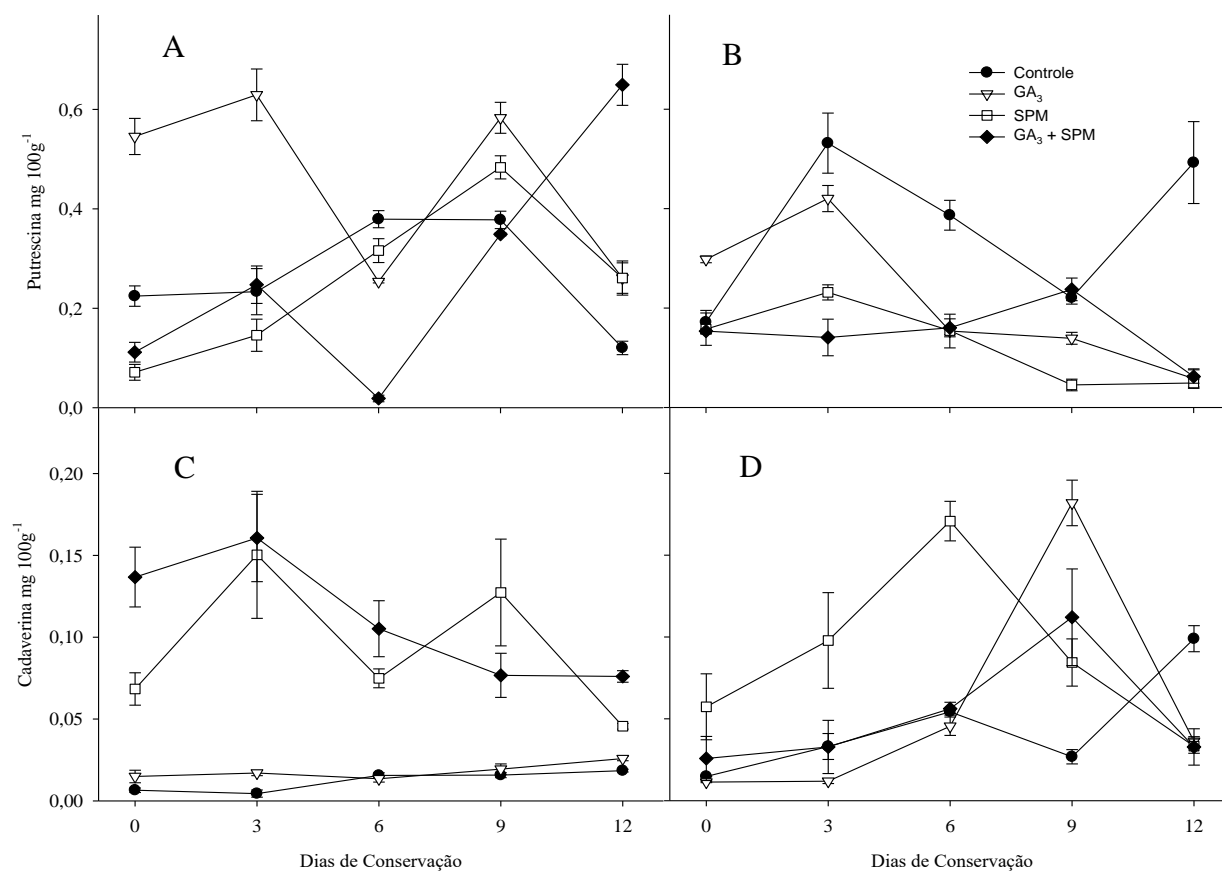 A
B
Controle
GA3
SPM
GA3 + SPM
Putrescina mg 100g-1
0,6
0,4
0,2
0,0
C
D
Cadaverina mg 100g-1
0,20
0,15
0,10
0,05
0,00
0 3 6 9 12
0 3 6 9 12
Dias de Conservação
Dias de Conservação